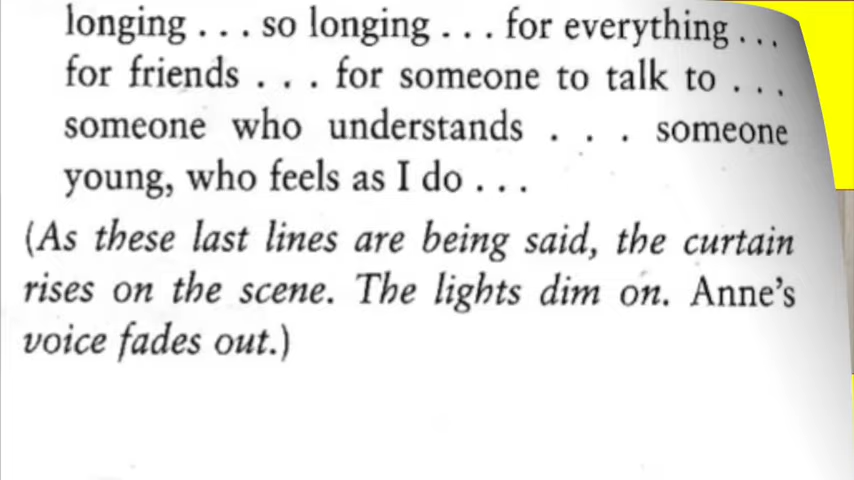 longing . . . so longing . . . for everything . . .
for friends . . . for someone to talk to . . .
someone who understands . . . someone
young, who feels as I do . . .
(As these last lines are being said, the curtain
rises on the scene. The lights dim on. Anne's
voice fades out.)